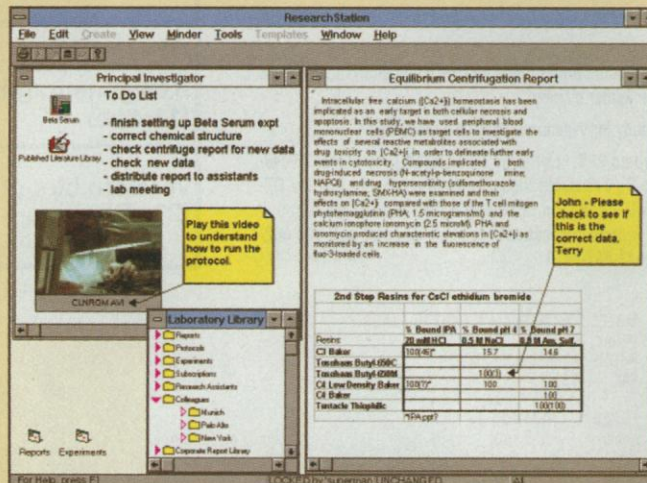 ResearchStation
File Edit Create View Minder Tools Templates Window Help
Principal Investigator
Beta Serum
Published Literature Library
To Do List
- finish setting up Beta Serum expt
- correct chemical structure
- check centrifuge report for new data
- check new data
- distribute report to assistants
- lab meeting
Play this video
to understand
how to run the
protocol.
CLNROM.AVI
Reports Experiments
Laboratory Library
Reports
Protocols
Experiments
Subscriptions
Research Assistants
Colleagues
Munich
Palo Alto
New York
Corporate Report Library
Equilibrium Centrifugation Report
Intracellular free calcium ([Ca2+]i) homeostasis has been
implicated as an early target in both cellular necrosis and
apoptosis. In this study, we have used peripheral blood
mononuclear cells (PBMC) as target cells to investigate the
effects of several reactive metabolites associated with
drug toxicity on [Ca2+]i in order to delineate further early
events in cytotoxicity. Compounds implicated in both
drug-induced necrosis (N-acetyl-p-benzoquinone imine;
NAPQI) and drug hypersensitivity (sulfamethoxazole
hydroxylamine; SMX-HA) were examined and their
effects on [Ca2+]i compared with those of the T cell mitogen
phytohemagglutinin (PHA; 1.5 micrograms/ml) and the
calcium ionophore ionomycin (2.5 microM). PHA and
ionomycin produced characteristic elevations in [Ca2+]i as
monitored by an increase in the fluorescence of
fluo-3-loaded cells.
John - Please
check to see if
this is the
correct data.
Terry
2nd Step Resins for CsCl ethidium bromide
% Bound IPA % Bound pH 4 % Bound pH 7
Resins 20 mM HCl 0.5 M NaCl
C3 Baker 100(46)* 15.7 14.6
Tosohaas Butyl-650C
Tosohaas Butyl-650M 100(3)
C4 Low Density Baker 100(?)* 100 100
C4 Baker 100
Tentacle Thiophilic 100(100)
*IPA ppt?
For Help, press F1
LOCKED by 'superman' UNCHANGED